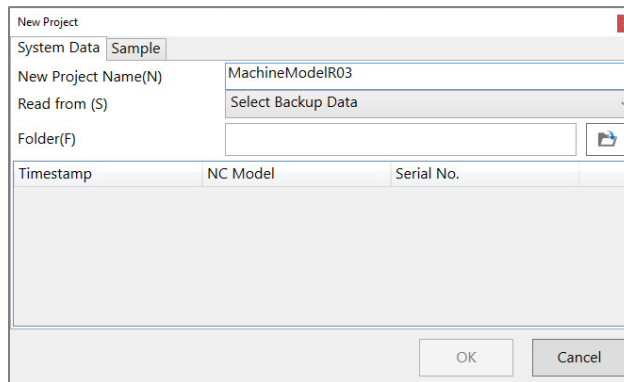 New Project
System Data Sample
New Project Name(N) MachineModelR03
Read from (S) Select Backup Data
Folder(F)
Timestamp NC Model Serial No.
OK Cancel